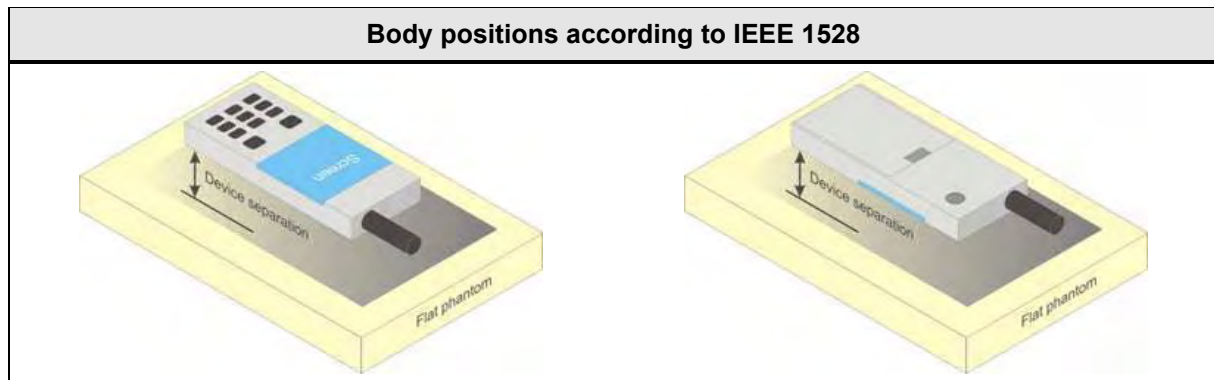 Body positions according to IEEE 1528
Screen
Device separation
Flat phantom
Device separation
Flat phantom